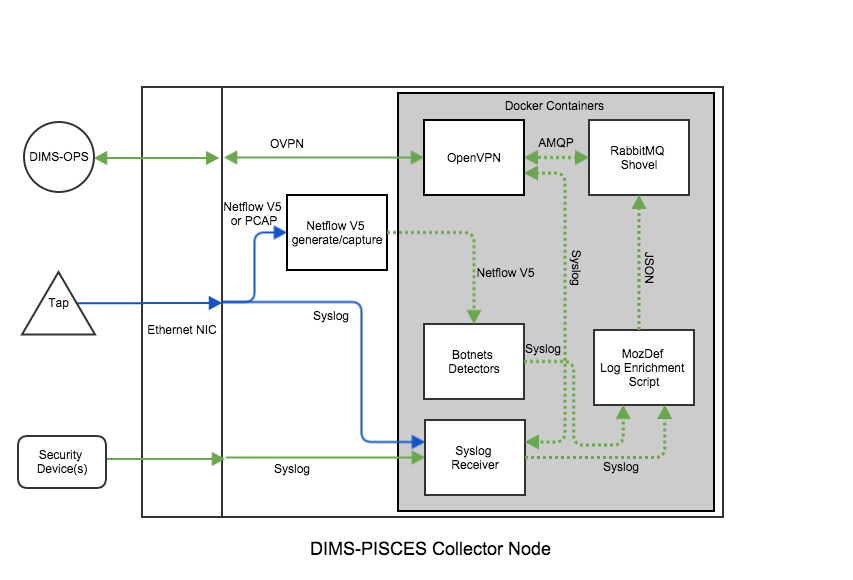 Docker Containers
DIMS-OPS
OVPN
OpenVPN
AMQP
RabbitMQ
Shovel
Netflow V5
or PCAP
Netflow V5
generate/capture
Netflow V5
Syslog
JSON
Tap
Ethernet NIC
Syslog
Botnets
Detectors
Syslog
MozDef
Log Enrichment
Script
Security
Device(s)
Syslog
Syslog
Receiver
Syslog
DIMS-PISCES Collector Node